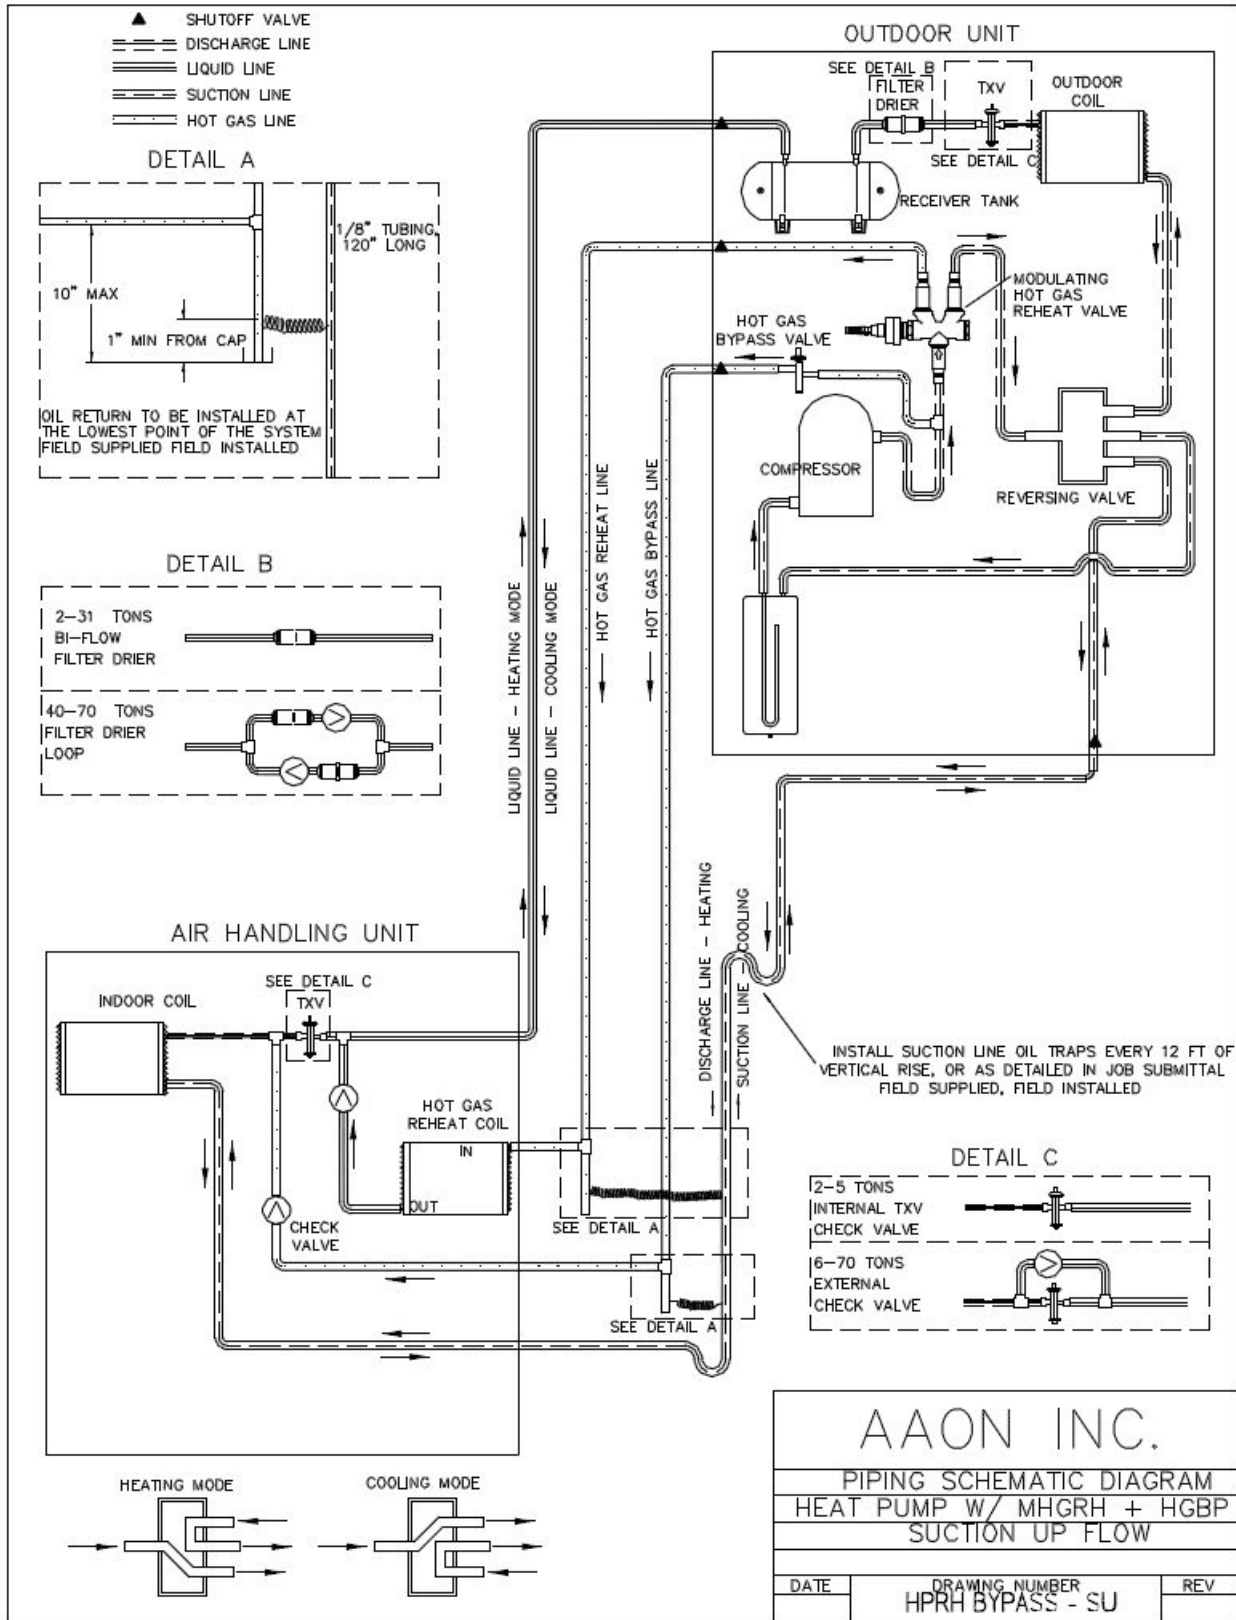 SHUTOFF VALVE
DISCHARGE LINE
LIQUID LINE
SUCTION LINE
HOT GAS LINE
DETAIL A
1/8" TUBING,
120" LONG
10" MAX
1" MIN FROM CAP
OIL RETURN TO BE INSTALLED AT
THE LOWEST POINT OF THE SYSTEM
FIELD SUPPLIED FIELD INSTALLED
DETAIL B
2-31 TONS
BI-FLOW
FILTER DRIER
40-70 TONS
FILTER DRIER
LOOP
OUTDOOR UNIT
SEE DETAIL B
FILTER
DRIER
TXV
SEE DETAIL C
OUTDOOR
COIL
RECEIVER TANK
MODULATING
HOT GAS
REHEAT VALVE
HOT GAS
BYPASS VALVE
COMPRESSOR
REVERSING VALVE
LIQUID LINE - HEATING MODE
LIQUID LINE - COOLING MODE
HOT GAS REHEAT LINE
HOT GAS BYPASS LINE
DISCHARGE LINE - HEATING
SUCTION LINE - COOLING
AIR HANDLING UNIT
INDOOR COIL
SEE DETAIL C
TXV
HOT GAS
REHEAT COIL
IN
OUT
CHECK
VALVE
SEE DETAIL A
SEE DETAIL A
INSTALL SUCTION LINE OIL TRAPS EVERY 12 FT OF
VERTICAL RISE, OR AS DETAILED IN JOB SUBMITTAL
FIELD SUPPLIED, FIELD INSTALLED
DETAIL C
2-5 TONS
INTERNAL TXV
CHECK VALVE
6-70 TONS
EXTERNAL
CHECK VALVE
HEATING MODE
COOLING MODE
AAON INC.
PIPING SCHEMATIC DIAGRAM
HEAT PUMP W/ MHGRH + HGBP
SUCTION UP FLOW
DATE
DRAWING NUMBER
HPRH BYPASS - SU
REV